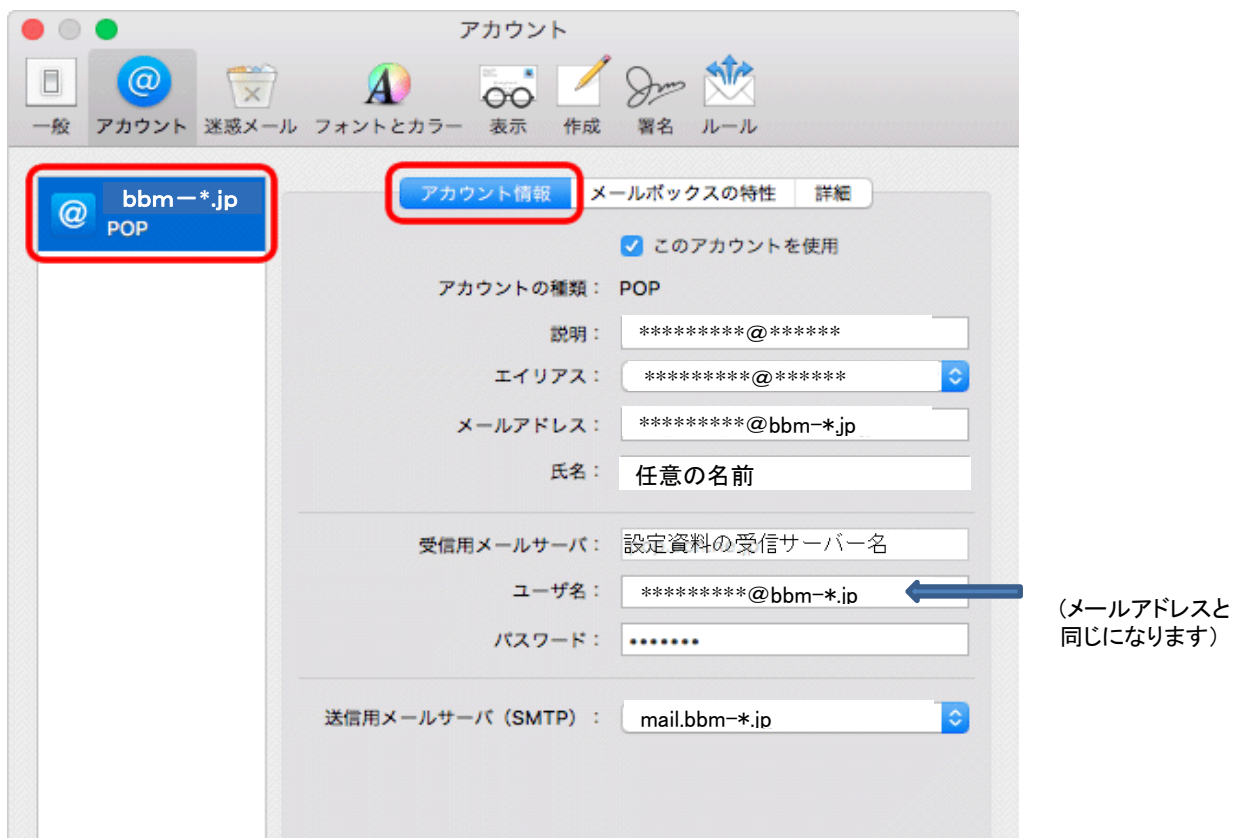 アカウント
一般 アカウント 迷惑メール フォントとカラー 表示 作成 署名 ルール
@ bbm－*.jp
POP
アカウント情報 メールボックスの特性 詳細
このアカウントを使用
アカウントの種類： POP
説明： *********@******
エイリアス： *********@******
メールアドレス： *********@bbm-*.jp
氏名： 任意の名前
受信用メールサーバ： 設定資料の受信サーバー名
ユーザ名： *********@bbm-*.jp
（メールアドレスと
同じになります）
パスワード： •••••••
送信用メールサーバ（SMTP）： mail.bbm-*.jp